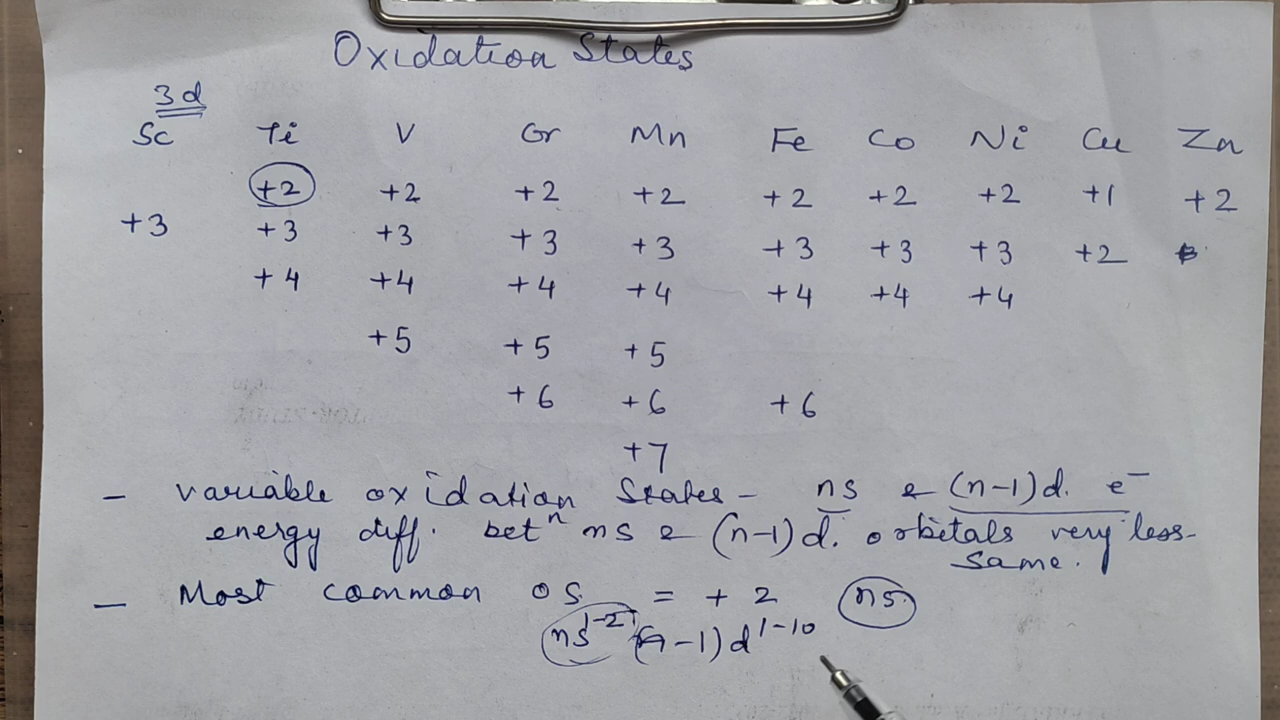 Oxidation States
3d
Sc Ti V Cr Mn Fe Co Ni Cu Zn
+2 +2 +2 +2 +2 +2 +2 +1 +2
+3 +3 +3 +3 +3 +3 +3 +3 +2
+4 +4 +4 +4 +4 +4 +4
+5 +5 +5
+6 +6 +6
+7
- variable oxidation States - ns & (n-1)d. e⁻
energy diff. betⁿ ns & (n-1)d. orbitals very less-
same.
- Most common OS = +2 ns.
ns¹⁻² (n-1)d¹⁻¹⁰